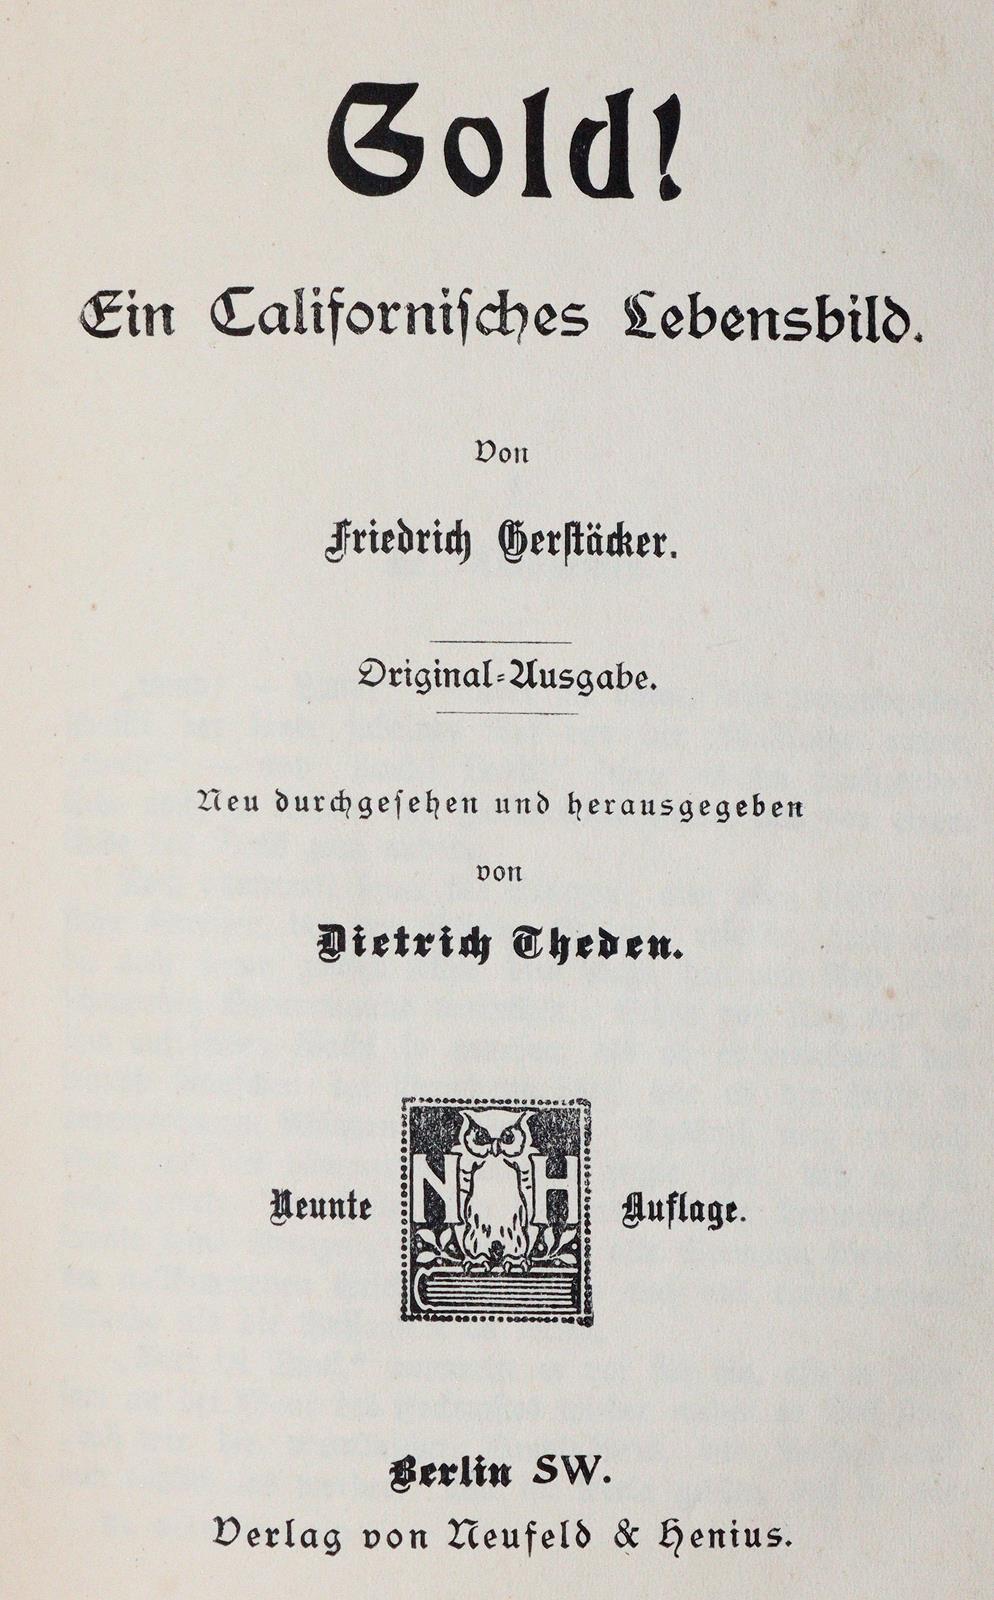 Gold!
Ein Californiſches Lebensbild.
Von
Friedrich Gerſtäcker.
Original-Ausgabe.
Neu durchgeſehen und herausgegeben
von
Dietrich Theden.
Neunte N H Auflage.
Berlin SW.
Verlag von Neufeld & Henius.